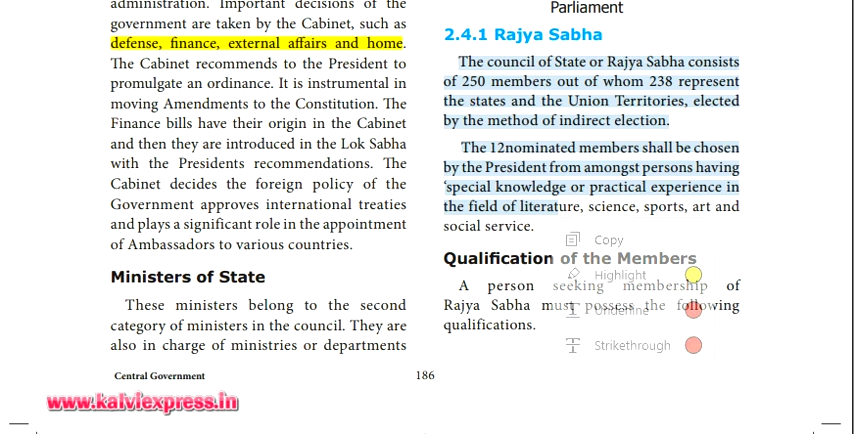 administration. Important decisions of the
government are taken by the Cabinet, such as
defense, finance, external affairs and home.
The Cabinet recommends to the President to
promulgate an ordinance. It is instrumental in
moving Amendments to the Constitution. The
Finance bills have their origin in the Cabinet
and then they are introduced in the Lok Sabha
with the Presidents recommendations. The
Cabinet decides the foreign policy of the
Government approves international treaties
and plays a significant role in the appointment
of Ambassadors to various countries.
Ministers of State
These ministers belong to the second
category of ministers in the council. They are
also in charge of ministries or departments
Parliament
2.4.1 Rajya Sabha
The council of State or Rajya Sabha consists
of 250 members out of whom 238 represent
the states and the Union Territories, elected
by the method of indirect election.
The 12nominated members shall be chosen
by the President from amongst persons having
‘special knowledge or practical experience in
the field of literature, science, sports, art and
social service.
Copy
Qualification of the Members
Highlight
A person seeking membership of
Rajya Sabha must possess the following
Underline
qualifications.
Strikethrough
Central Government
186
www.kalviexpress.in